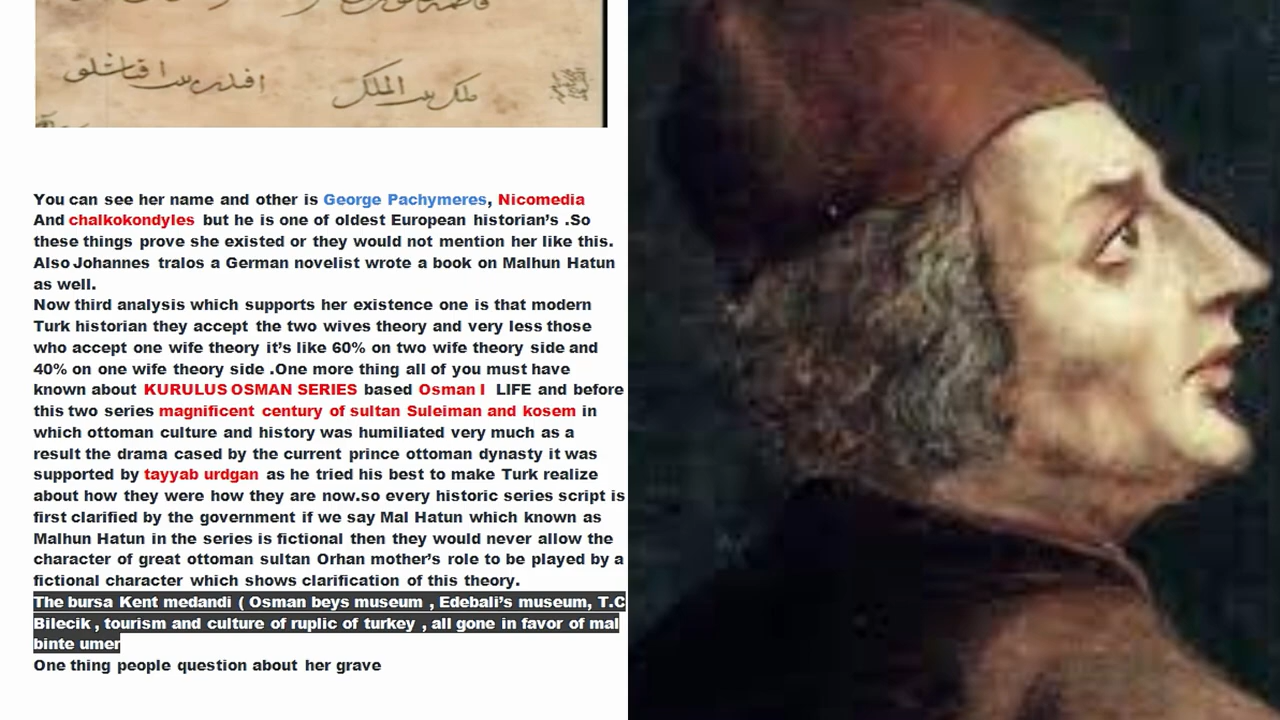 ملك بنت الملك
You can see her name and other is George Pachymeres, Nicomedia
And chalkokondyles but he is one of oldest European historian's .So
these things prove she existed or they would not mention her like this.
Also Johannes tralos a German novelist wrote a book on Malhun Hatun
as well.
Now third analysis which supports her existence one is that modern
Turk historian they accept the two wives theory and very less those
who accept one wife theory it's like 60% on two wife theory side and
40% on one wife theory side .One more thing all of you must have
known about KURULUS OSMAN SERIES based Osman I LIFE and before
this two series magnificent century of sultan Suleiman and kosem in
which ottoman culture and history was humiliated very much as a
result the drama cased by the current prince ottoman dynasty it was
supported by tayyab urdgan as he tried his best to make Turk realize
about how they were how they are now.so every historic series script is
first clarified by the government if we say Mal Hatun which known as
Malhun Hatun in the series is fictional then they would never allow the
character of great ottoman sultan Orhan mother's role to be played by a
fictional character which shows clarification of this theory.
The bursa Kent medandi ( Osman beys museum , Edebali's museum, T.C
Bilecik , tourism and culture of ruplic of turkey , all gone in favor of mal
binte umer
One thing people question about her grave